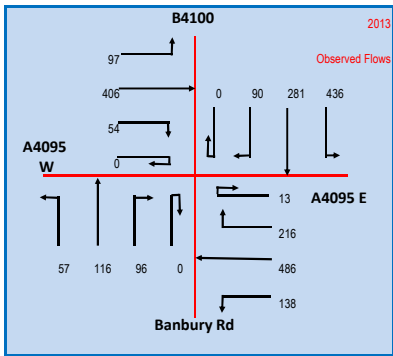 B4100
2013
Observed Flows
97
406
0 90 281 436
54
A4095
W
0
13
A4095 E
216
57 116 96 0
486
138
Banbury Rd